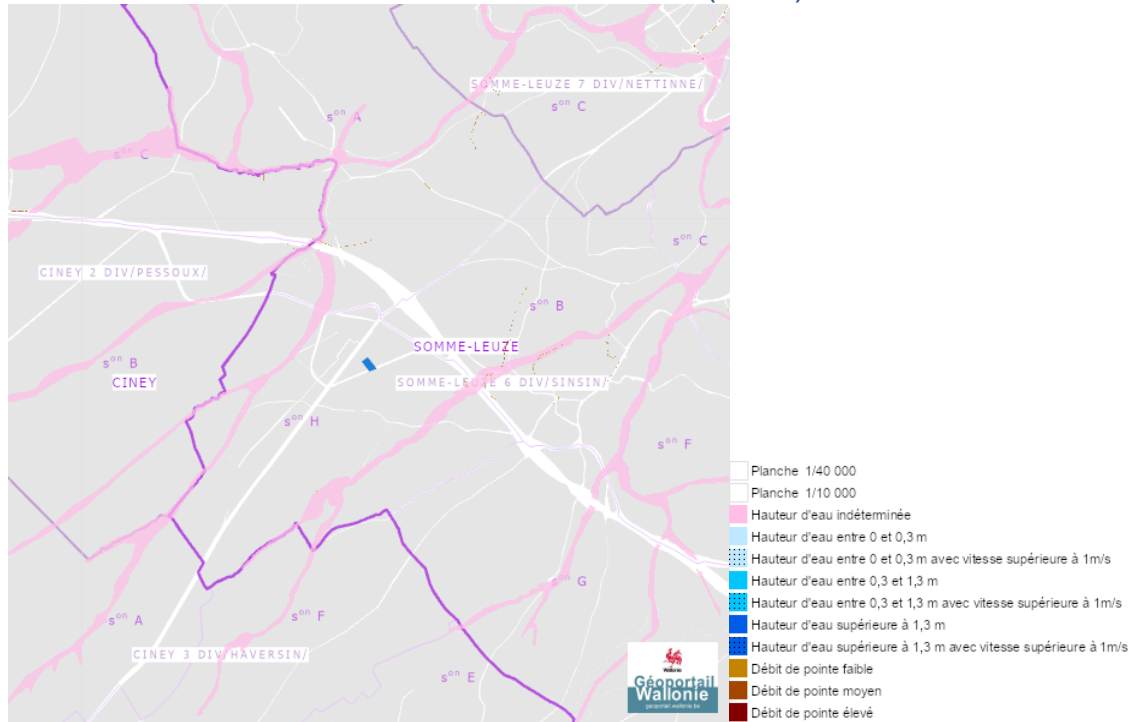 SOMME-LEUZE 7 DIV/NETTINNE/
sᵒⁿ C
sᵒⁿ A
sᵒⁿ C
sᵒⁿ C
CINEY 2 DIV/PESSOUX/
sᵒⁿ B
SOMME-LEUZE
sᵒⁿ B
CINEY
SOMME-LEUZE 6 DIV/SINSIN/
sᵒⁿ H
sᵒⁿ F
sᵒⁿ G
sᵒⁿ F
sᵒⁿ A
CINEY 3 DIV/HAVERSIN/
sᵒⁿ E
Wallonie
Géoportail
Wallonie
geoportail.wallonie.be
Planche 1/40 000
Planche 1/10 000
Hauteur d'eau indéterminée
Hauteur d'eau entre 0 et 0,3 m
Hauteur d'eau entre 0 et 0,3 m avec vitesse supérieure à 1m/s
Hauteur d'eau entre 0,3 et 1,3 m
Hauteur d'eau entre 0,3 et 1,3 m avec vitesse supérieure à 1m/s
Hauteur d'eau supérieure à 1,3 m
Hauteur d'eau supérieure à 1,3 m avec vitesse supérieure à 1m/s
Débit de pointe faible
Débit de pointe moyen
Débit de pointe élevé